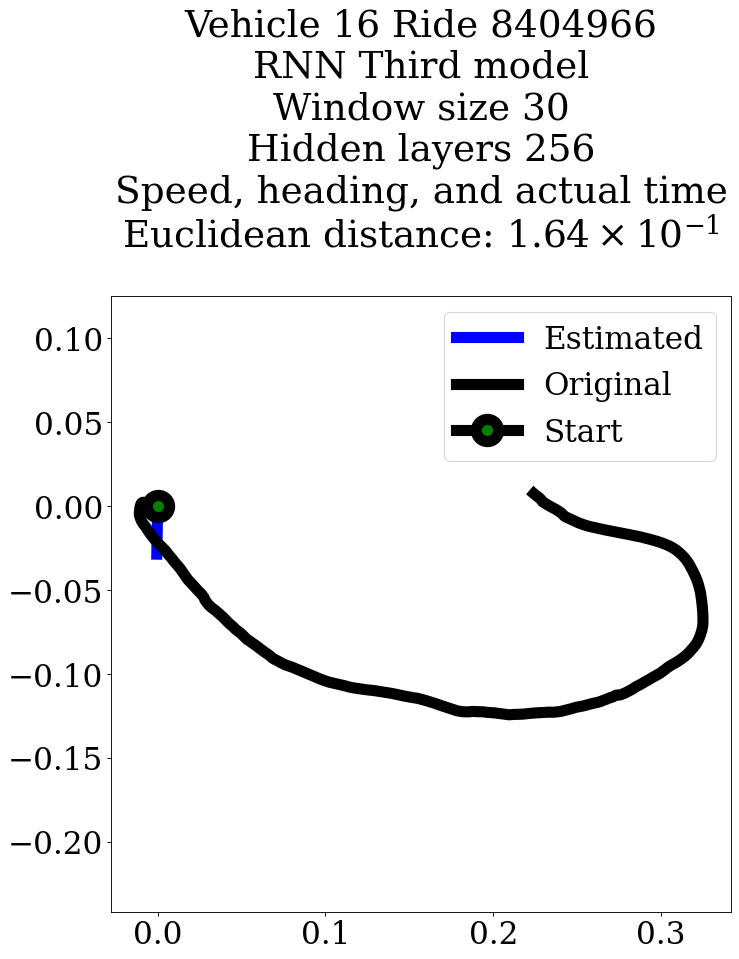 Vehicle 16 Ride 8404966
RNN Third model
Window size 30
Hidden layers 256
Speed, heading, and actual time
Euclidean distance: 1.64 × 10⁻¹
Estimated
Original
Start
0.10
0.05
0.00
−0.05
−0.10
−0.15
−0.20
0.0 0.1 0.2 0.3